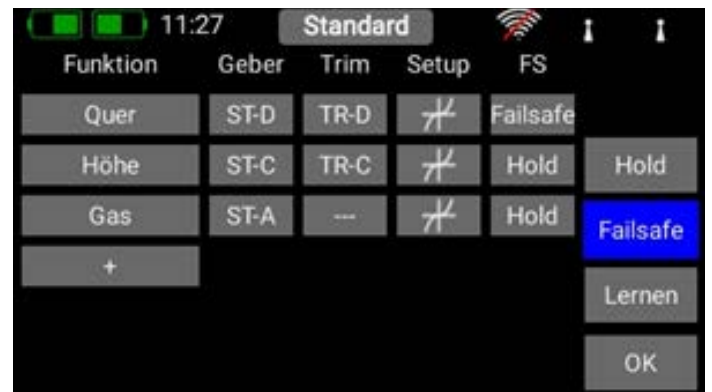 11:27 Standard
Funktion Geber Trim Setup FS
Quer ST-D TR-D Failsafe
Höhe ST-C TR-C Hold Hold
Gas ST-A --- Hold Failsafe
+
Lernen
OK